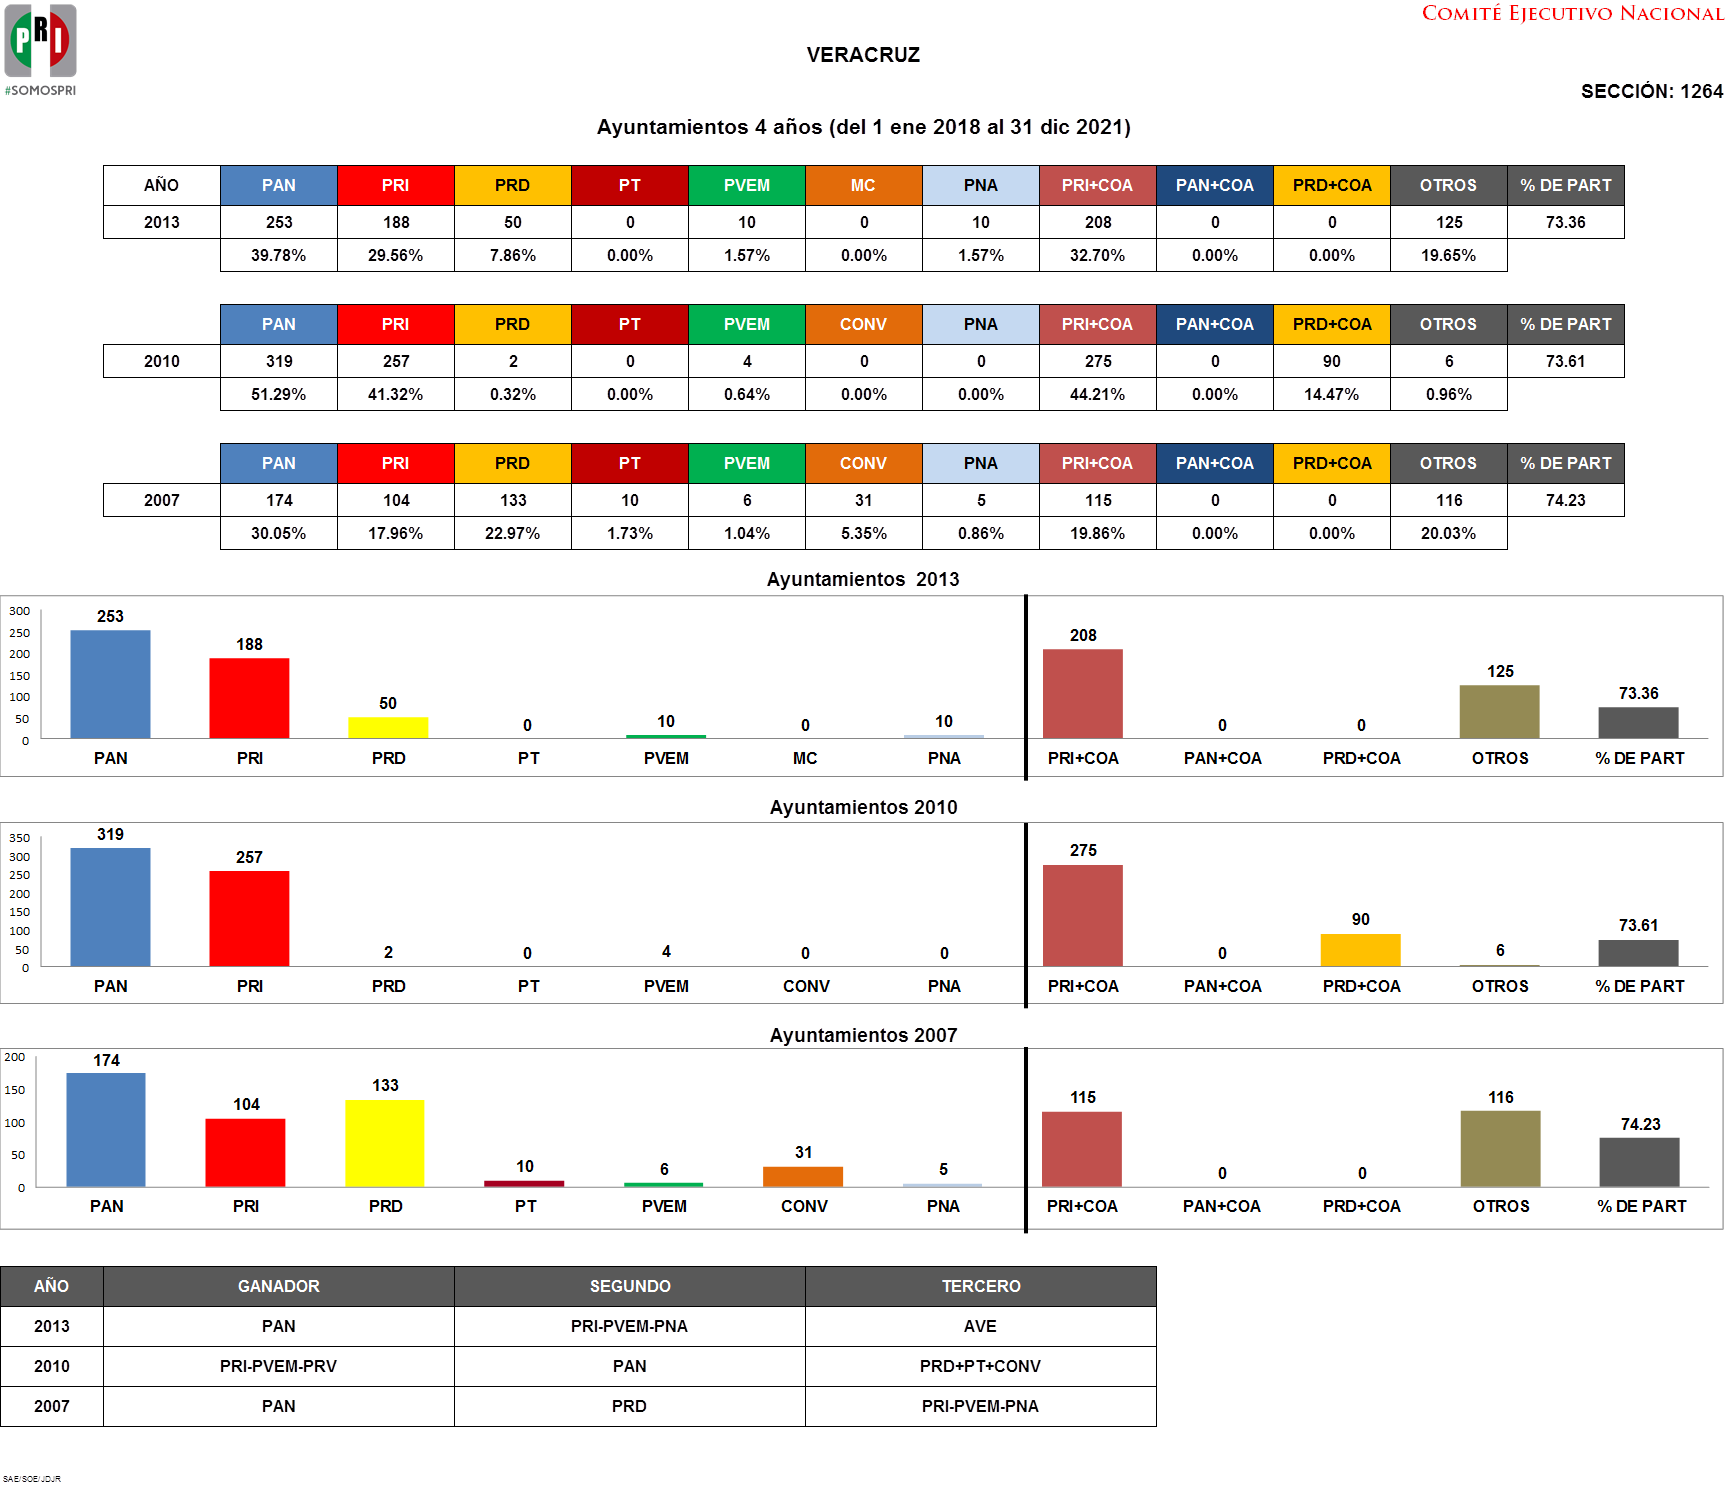 COMITÉ EJECUTIVO NACIONAL
PRI
#SOMOSPRI
VERACRUZ
SECCIÓN: 1264
Ayuntamientos 4 años (del 1 ene 2018 al 31 dic 2021)
AÑO PAN PRI PRD PT PVEM MC PNA PRI+COA PAN+COA PRD+COA OTROS % DE PART
2013 253 188 50 0 10 0 10 208 0 0 125 73.36
39.78% 29.56% 7.86% 0.00% 1.57% 0.00% 1.57% 32.70% 0.00% 0.00% 19.65%
PAN PRI PRD PT PVEM CONV PNA PRI+COA PAN+COA PRD+COA OTROS % DE PART
2010 319 257 2 0 4 0 0 275 0 90 6 73.61
51.29% 41.32% 0.32% 0.00% 0.64% 0.00% 0.00% 44.21% 0.00% 14.47% 0.96%
PAN PRI PRD PT PVEM CONV PNA PRI+COA PAN+COA PRD+COA OTROS % DE PART
2007 174 104 133 10 6 31 5 115 0 0 116 74.23
30.05% 17.96% 22.97% 1.73% 1.04% 5.35% 0.86% 19.86% 0.00% 0.00% 20.03%
Ayuntamientos 2013
300
250
200
150
100
50
0
253 188 50 0 10 0 10 208 0 0 125 73.36
PAN PRI PRD PT PVEM MC PNA PRI+COA PAN+COA PRD+COA OTROS % DE PART
Ayuntamientos 2010
350
300
250
200
150
100
50
0
319 257 2 0 4 0 0 275 0 90 6 73.61
PAN PRI PRD PT PVEM CONV PNA PRI+COA PAN+COA PRD+COA OTROS % DE PART
Ayuntamientos 2007
200
150
100
50
0
174 104 133 10 6 31 5 115 0 0 116 74.23
PAN PRI PRD PT PVEM CONV PNA PRI+COA PAN+COA PRD+COA OTROS % DE PART
AÑO GANADOR SEGUNDO TERCERO
2013 PAN PRI-PVEM-PNA AVE
2010 PRI-PVEM-PRV PAN PRD+PT+CONV
2007 PAN PRD PRI-PVEM-PNA
SAE/SOE/JDJR